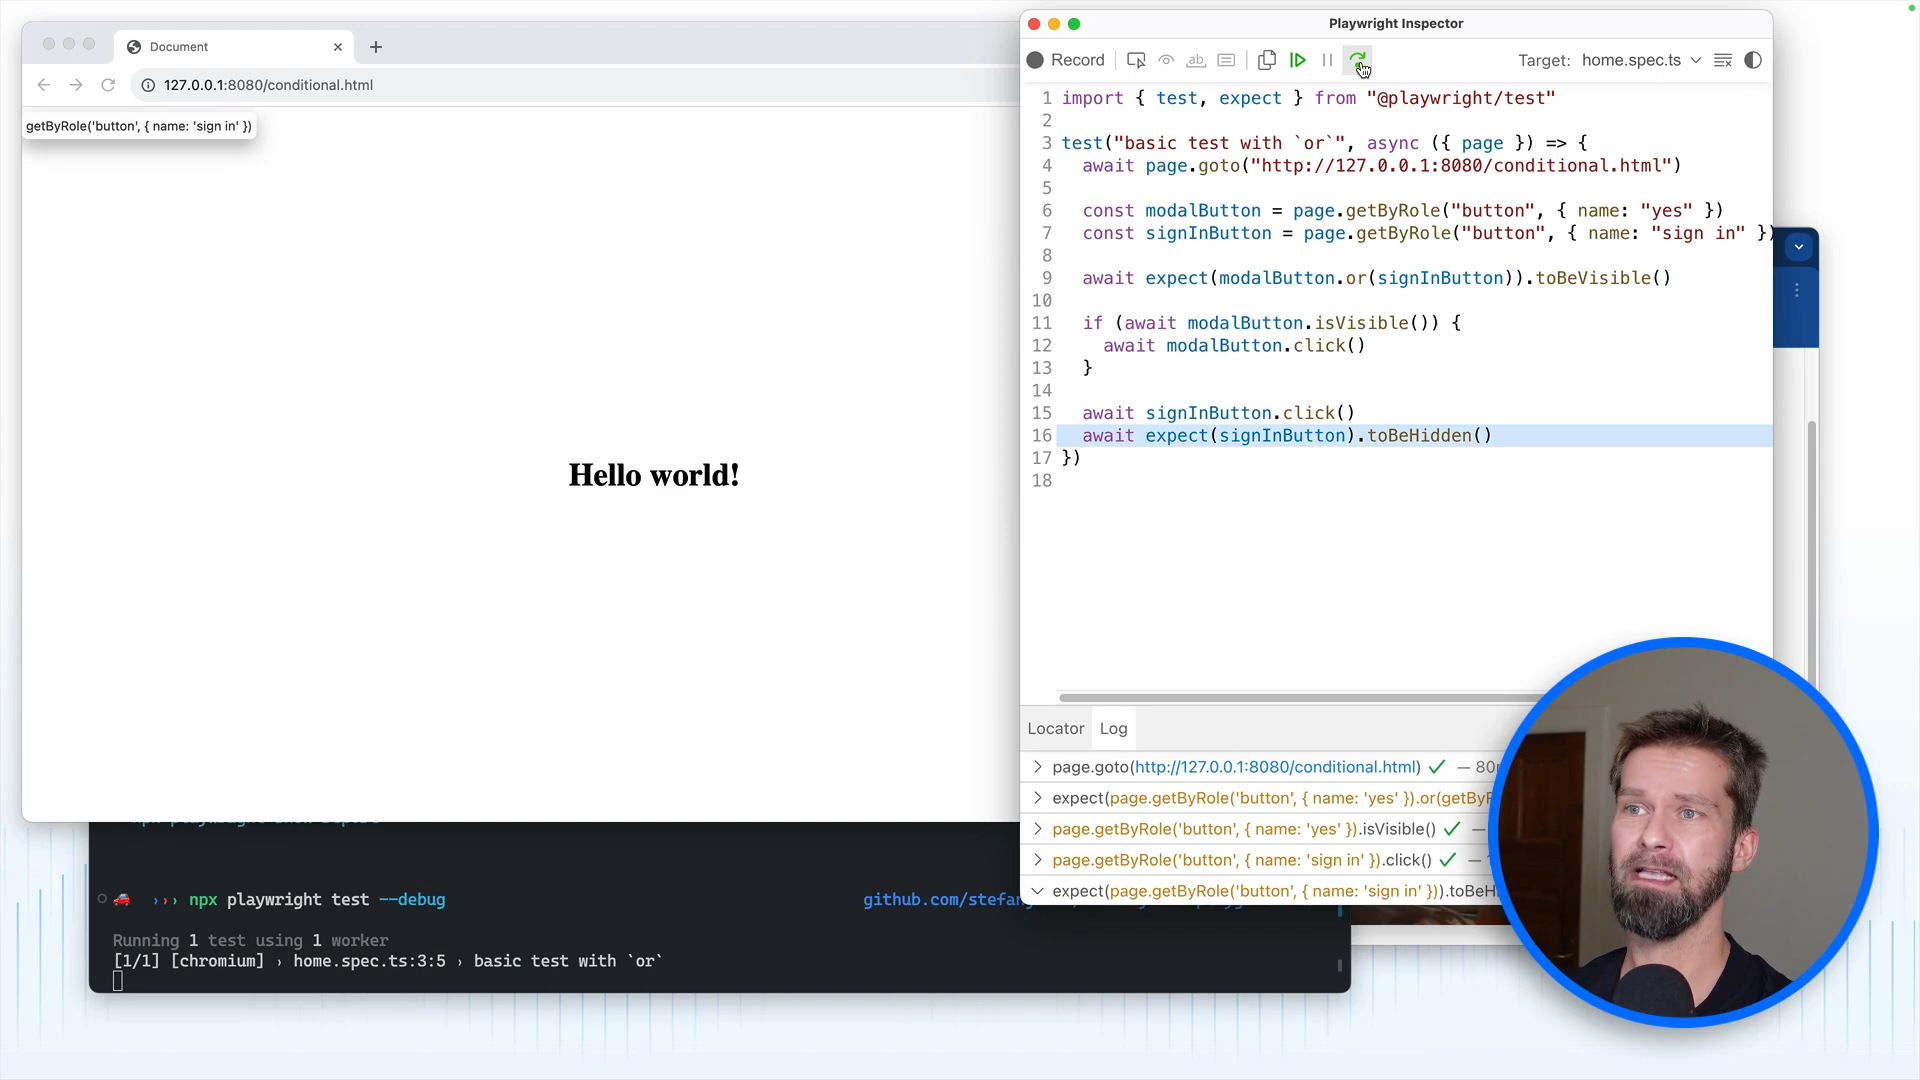 Document
127.0.0.1:8080/conditional.html
getByRole('button', { name: 'sign in' })
Hello world!
Playwright Inspector
Record
Target: home.spec.ts
1 import { test, expect } from "@playwright/test"
2
3 test("basic test with `or`", async ({ page }) => {
4 await page.goto("http://127.0.0.1:8080/conditional.html")
5
6 const modalButton = page.getByRole("button", { name: "yes" })
7 const signInButton = page.getByRole("button", { name: "sign in" })
8
9 await expect(modalButton.or(signInButton)).toBeVisible()
10
11 if (await modalButton.isVisible()) {
12 await modalButton.click()
13 }
14
15 await signInButton.click()
16 await expect(signInButton).toBeHidden()
17 })
18
Locator Log
page.goto(http://127.0.0.1:8080/conditional.html) ✓ — 80
expect(page.getByRole('button', { name: 'yes' }).or(getBy
page.getByRole('button', { name: 'yes' }).isVisible() ✓ —
page.getByRole('button', { name: 'sign in' }).click() ✓ —
expect(page.getByRole('button', { name: 'sign in' })).toBeH
››› npx playwright test --debug
github.com/stefan
Running 1 test using 1 worker
[1/1] [chromium] › home.spec.ts:3:5 › basic test with `or`